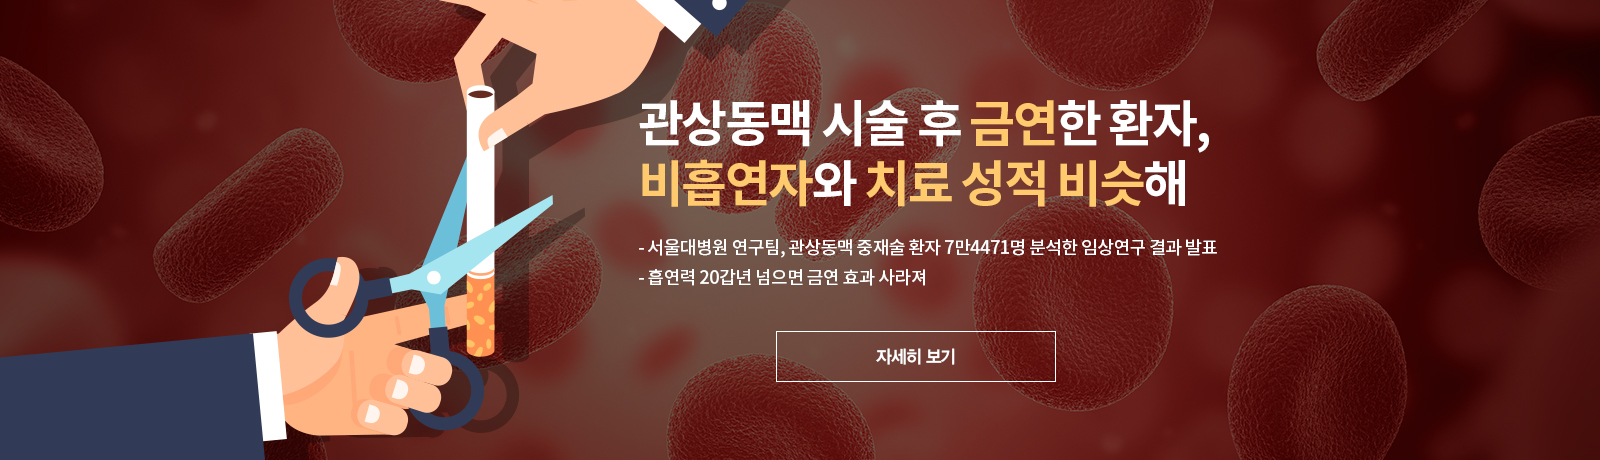 관상동맥 시술 후 금연한 환자,
비흡연자와 치료 성적 비슷해
- 서울대병원 연구팀, 관상동맥 중재술 환자 7만4471명 분석한 임상연구 결과 발표
- 흡연력 20갑년 넘으면 금연 효과 사라져
자세히 보기